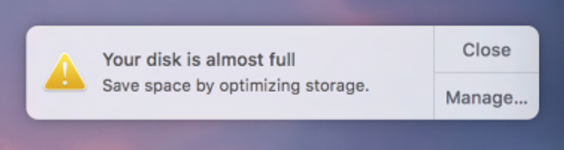 Your disk is almost full
Save space by optimizing storage.
Close
Manage...